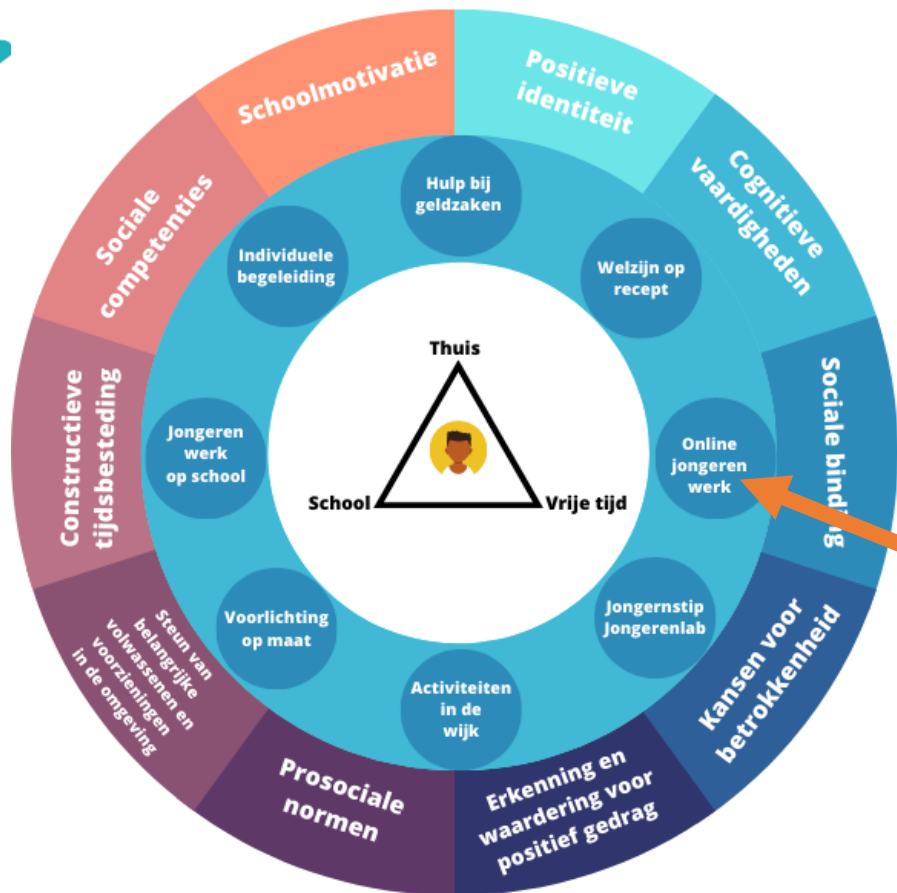 Schoolmotivatie
Positieve
identiteit
Cognitieve
vaardigheden
Sociale binding
Kansen voor
betrokkenheid
Erkenning en
waardering voor
positief gedrag
Prosociale
normen
Steun van
belangrijke
volwassenen en
voorzieningen
in de omgeving
Constructieve
tijdsbesteding
Sociale
competenties
Hulp bij
geldzaken
Welzijn op
recept
Online
jongeren
werk
Jongernstip
Jongerenlab
Activiteiten
in de
wijk
Voorlichting
op maat
Jongeren
werk
op school
Individuele
begeleiding
Thuis
School
Vrije tijd